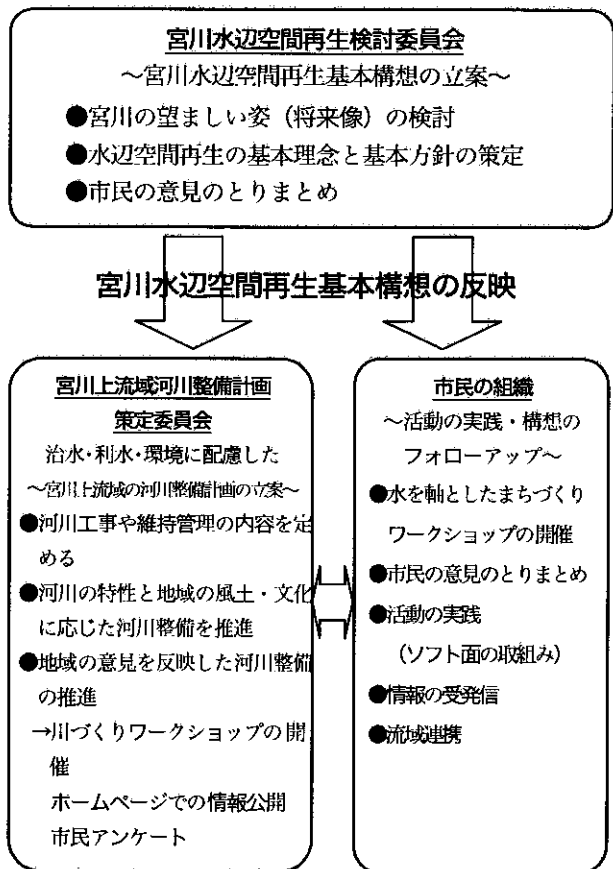 宮川水辺空間再生検討委員会
～宮川水辺空間再生基本構想の立案～
●宮川の望ましい姿（将来像）の検討
●水辺空間再生の基本理念と基本方針の策定
●市民の意見のとりまとめ
宮川水辺空間再生基本構想の反映
宮川上流域河川整備計画
策定委員会
治水・利水・環境に配慮した
～宮川上流域の河川整備計画の立案～
●河川工事や維持管理の内容を定
める
●河川の特性と地域の風土・文化
に応じた河川整備を推進
●地域の意見を反映した河川整備
の推進
→川づくりワークショップの開
催
ホームページでの情報公開
市民アンケート
市民の組織
～活動の実践・構想の
フォローアップ～
●水を軸としたまちづくり
ワークショップの開催
●市民の意見のとりまとめ
●活動の実践
（ソフト面の取組み）
●情報の受発信
●流域連携